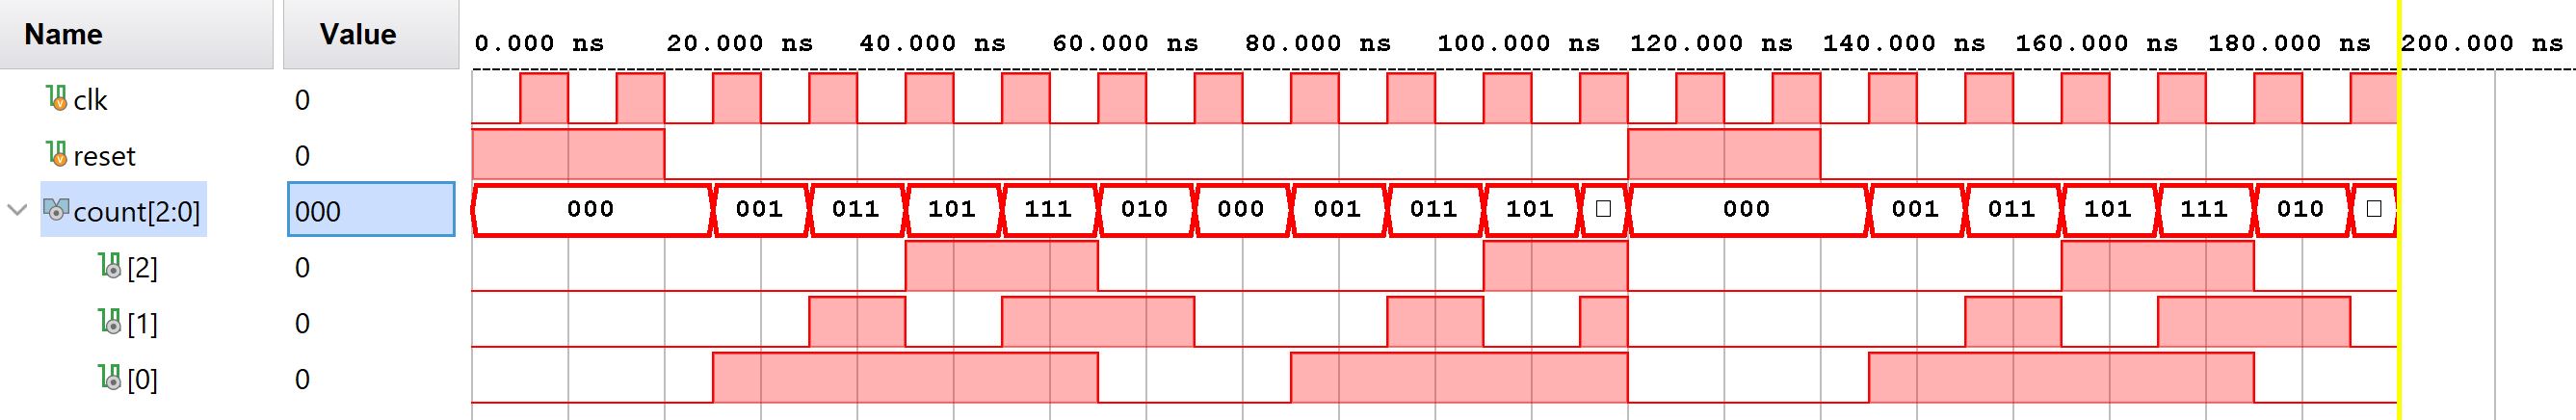 Name Value 0.000 ns 20.000 ns 40.000 ns 60.000 ns 80.000 ns 100.000 ns 120.000 ns 140.000 ns 160.000 ns 180.000 ns 200.000 ns
clk 0
reset 0
count[2:0] 000 000 001 011 101 111 010 000 001 011 101 000 001 011 101 111 010
[2] 0
[1] 0
[0] 0